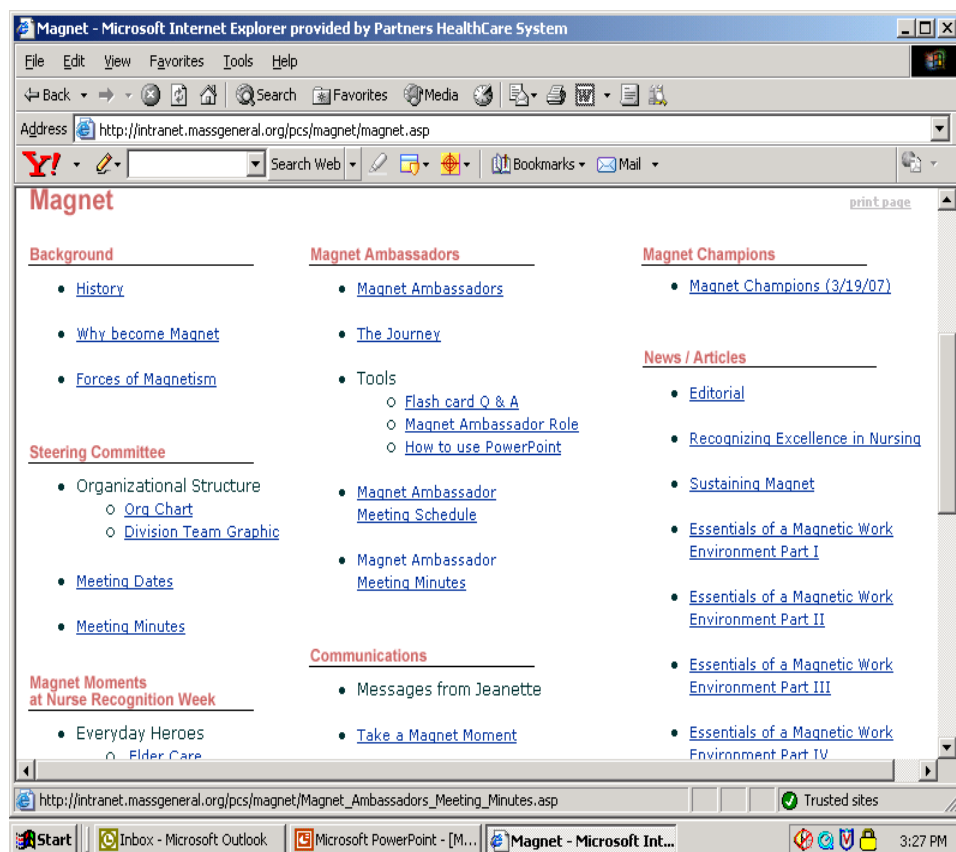 Magnet - Microsoft Internet Explorer provided by Partners HealthCare System
File Edit View Favorites Tools Help
Back Search Favorites Media
Address http://intranet.massgeneral.org/pcs/magnet/magnet.asp
Y! Search Web Bookmarks Mail
Magnet
print page
Background
History
Why become Magnet
Forces of Magnetism
Steering Committee
Organizational Structure
Org Chart
Division Team Graphic
Meeting Dates
Meeting Minutes
Magnet Moments
at Nurse Recognition Week
Everyday Heroes
Elder Care
Magnet Ambassadors
Magnet Ambassadors
The Journey
Tools
Flash card Q & A
Magnet Ambassador Role
How to use PowerPoint
Magnet Ambassador
Meeting Schedule
Magnet Ambassador
Meeting Minutes
Communications
Messages from Jeanette
Take a Magnet Moment
Magnet Champions
Magnet Champions (3/19/07)
News / Articles
Editorial
Recognizing Excellence in Nursing
Sustaining Magnet
Essentials of a Magnetic Work
Environment Part I
Essentials of a Magnetic Work
Environment Part II
Essentials of a Magnetic Work
Environment Part III
Essentials of a Magnetic Work
Environment Part IV
http://intranet.massgeneral.org/pcs/magnet/Magnet_Ambassadors_Meeting_Minutes.asp
Trusted sites
Start Inbox - Microsoft Outlook Microsoft PowerPoint - [M... Magnet - Microsoft Int... 3:27 PM